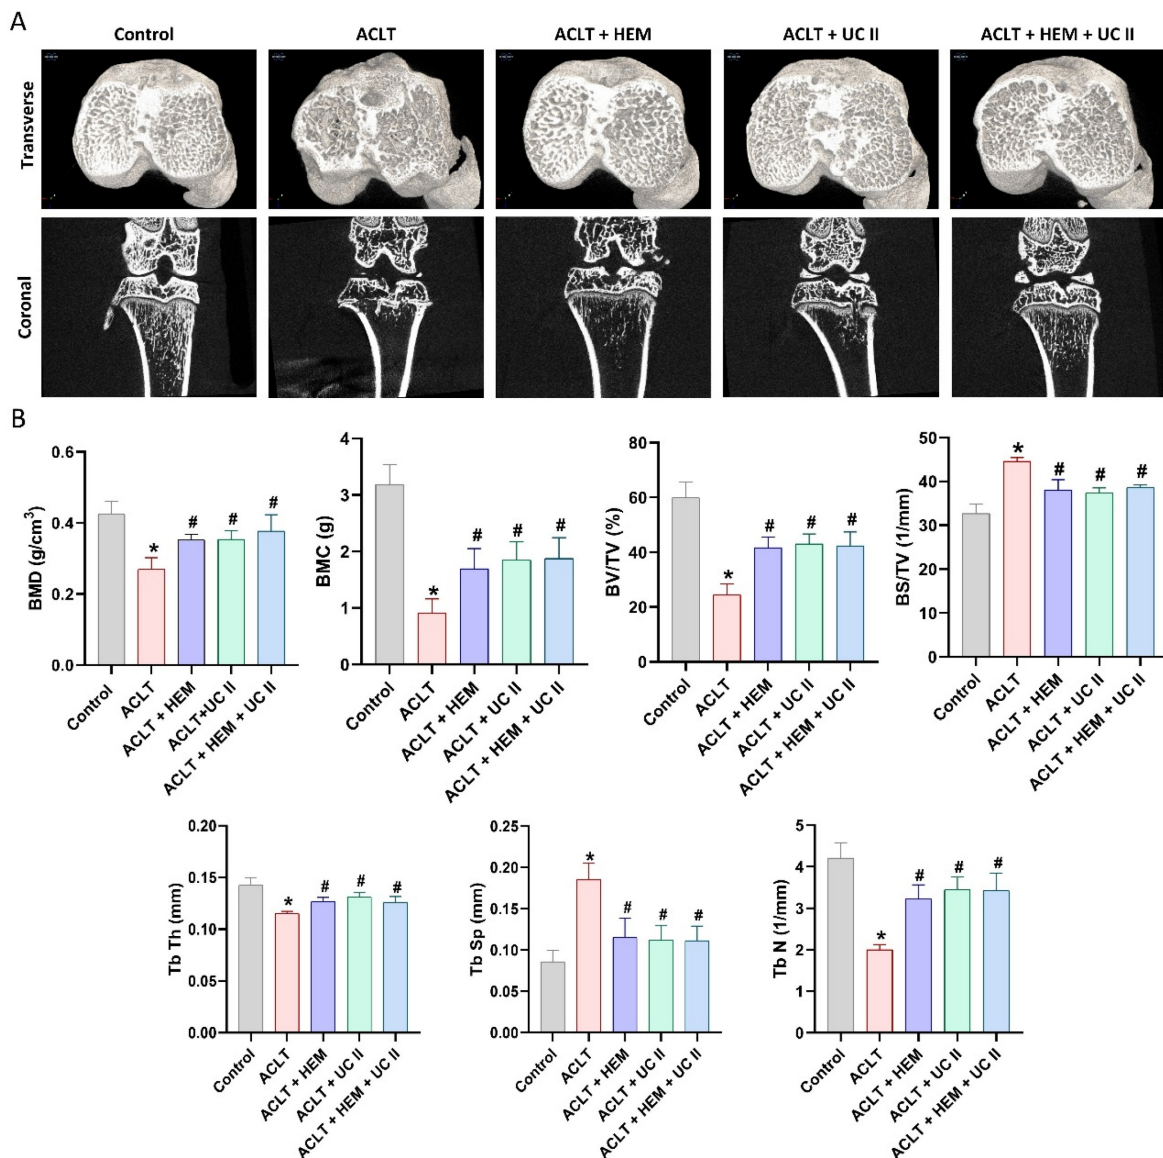 A
Control
ACLT
ACLT + HEM
ACLT + UC II
ACLT + HEM + UC II
Transverse
Coronal
B
BMD (g/cm³)
0.6
0.4
0.2
0.0
*
#
#
#
Control
ACLT
ACLT + HEM
ACLT+UC II
ACLT + HEM + UC II
BMC (g)
4
3
2
1
0
*
#
#
#
Control
ACLT
ACLT + HEM
ACLT + UC II
ACLT + HEM + UC II
BV/TV (%)
80
60
40
20
0
*
#
#
#
Control
ACLT
ACLT + HEM
ACLT + UC II
ACLT + HEM + UC II
BS/TV (1/mm)
50
40
30
20
10
0
*
#
#
#
Control
ACLT
ACLT + HEM
ACLT + UC II
ACLT + HEM + UC II
Tb Th (mm)
0.20
0.15
0.10
0.05
0.00
*
#
#
#
Control
ACLT
ACLT + HEM
ACLT + UC II
ACLT + HEM + UC II
Tb Sp (mm)
0.25
0.20
0.15
0.10
0.05
0.00
*
#
#
#
Control
ACLT
ACLT + HEM
ACLT + UC II
ACLT + HEM + UC II
Tb N (1/mm)
5
4
3
2
1
0
*
#
#
#
Control
ACLT
ACLT + HEM
ACLT + UC II
ACLT + HEM + UC II